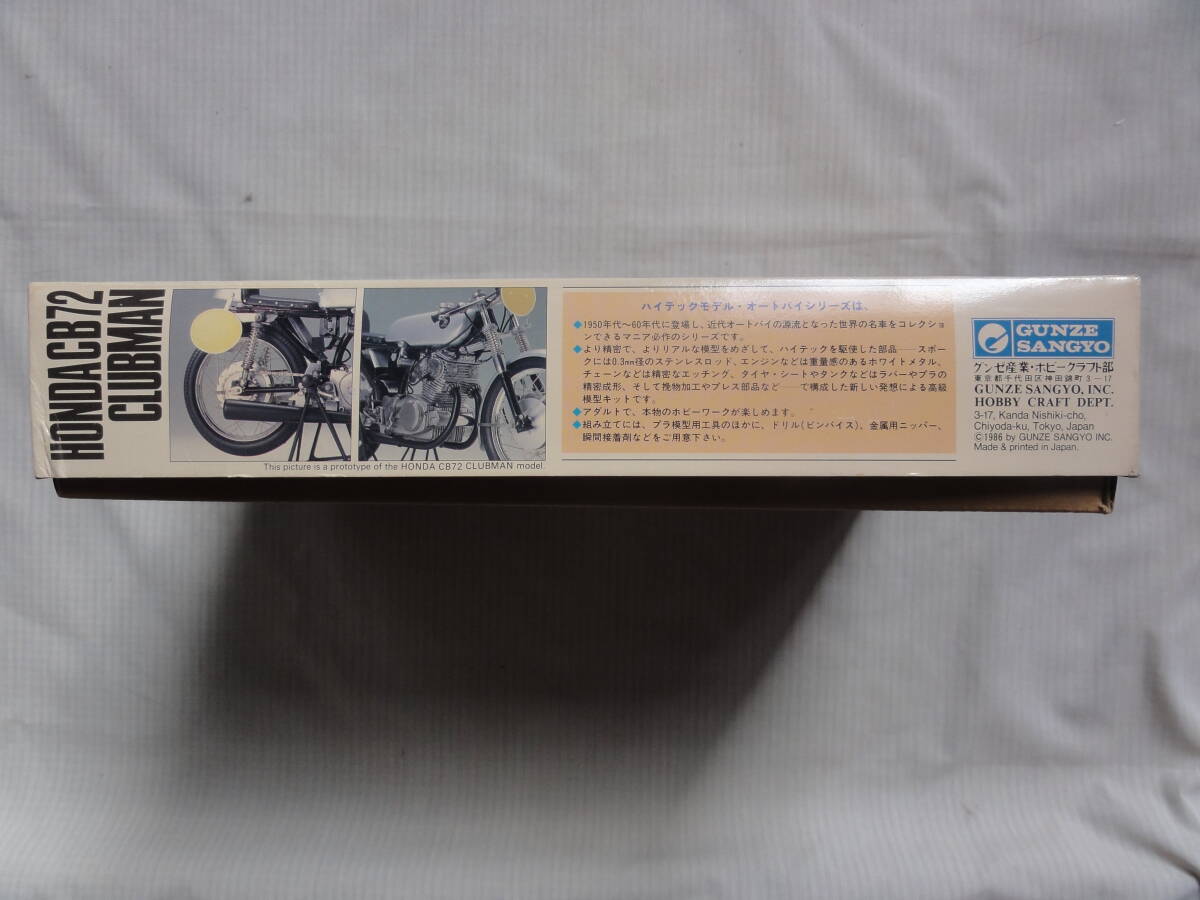 HONDA CB72
CLUBMAN
This picture is a prototype of the HONDA CB72 CLUBMAN model.
ハイテックモデル・オートバイシリーズは、
◆1950年代〜60年代に登場し、近代オートバイの源流となった世界の名車をコレクショ
ンできるマニア必作のシリーズです。
◆より精密で、よりリアルな模型をめざして、ハイテックを駆使した部品——スポー
クには0.3mm径のステンレスロッド、エンジンなどは重量感のあるホワイトメタル、
チェーンなどは精密なエッチング、タイヤ・シートやタンクなどはラバーやプラの
精密成形、そして挽物加工やプレス部品など——で構成した新しい発想による高級
模型キットです。
◆アダルトで、本物のホビーワークが楽しめます。
◆組み立てには、プラ模型用工具のほかに、ドリル(ピンバイス)、金属用ニッパー、
瞬間接着剤などをご用意下さい。
GUNZE
SANGYO
グンゼ産業・ホビークラフト部
東京都千代田区神田錦町3-17
GUNZE SANGYO, INC.
HOBBY CRAFT DEPT.
3-17, Kanda Nishiki-cho,
Chiyoda-ku, Tokyo, Japan
©1986 by GUNZE SANGYO INC.
Made & printed in Japan.